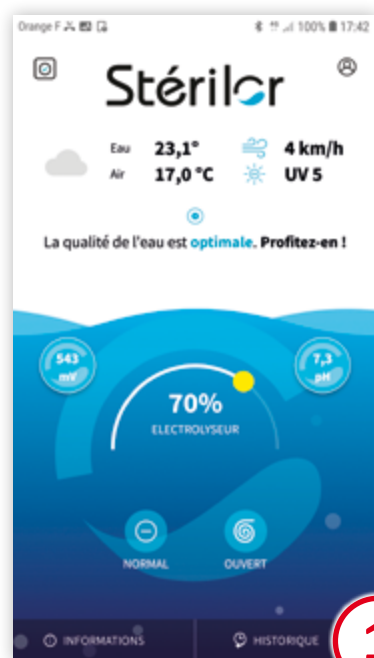 Orange F 100% 17:42
Stérilor
Eau 23,1° 4 km/h
Air 17,0 °C UV 5
La qualité de l'eau est optimale. Profitez-en !
543 mV
7,3 pH
70%
ELECTROLYSEUR
NORMAL OUVERT
INFORMATIONS HISTORIQUE